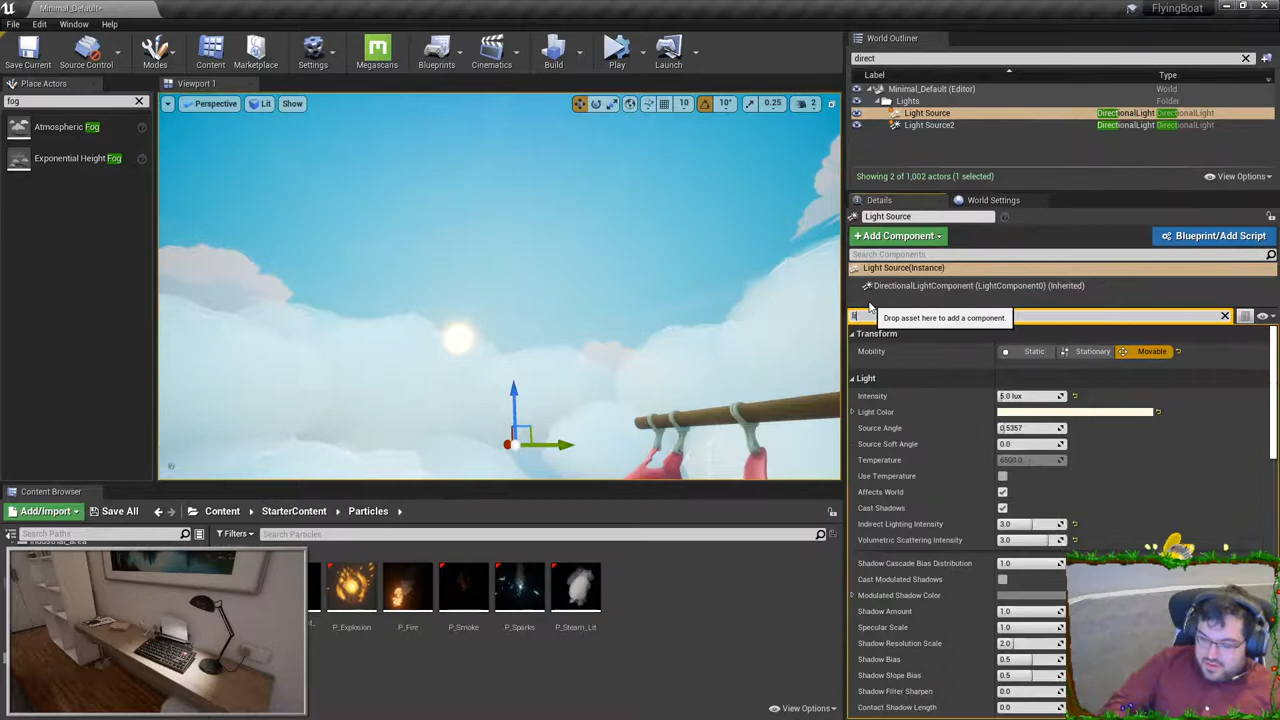 Minimal_Default*
FlyingBoat
File Edit Window Help
Save Current
Source Control
Modes
Content
Marketplace
Settings
Megascans
Blueprints
Cinematics
Build
Play
Launch
Place Actors
fog
Atmospheric Fog
Exponential Height Fog
Viewport 1
Perspective
Lit
Show
10
10°
0.25
2
World Outliner
direct
Label
Type
Minimal_Default (Editor)
World
Lights
Folder
Light Source
DirectionalLight DirectionalLight
Light Source2
DirectionalLight DirectionalLight
Showing 2 of 1,002 actors (1 selected)
View Options
Details
World Settings
Light Source
+Add Component
Blueprint/Add Script
Search Components
Light Source(Instance)
DirectionalLightComponent (LightComponent0) (Inherited)
Drop asset here to add a component.
Transform
Mobility
Static
Stationary
Movable
Light
Intensity
5.0 lux
Light Color
Source Angle
0.5357
Source Soft Angle
0.0
Temperature
6500.0
Use Temperature
Affects World
Cast Shadows
Indirect Lighting Intensity
3.0
Volumetric Scattering Intensity
3.0
Shadow Cascade Bias Distribution
1.0
Cast Modulated Shadows
Modulated Shadow Color
Shadow Amount
1.0
Specular Scale
1.0
Shadow Resolution Scale
2.0
Shadow Bias
0.5
Shadow Slope Bias
0.5
Shadow Filter Sharpen
0.0
Contact Shadow Length
0.0
Content Browser
Add/Import
Save All
Content
StarterContent
Particles
Search Paths
Filters
Search Particles
P_Explosion
P_Fire
P_Smoke
P_Sparks
P_Steam_Lit
View Options